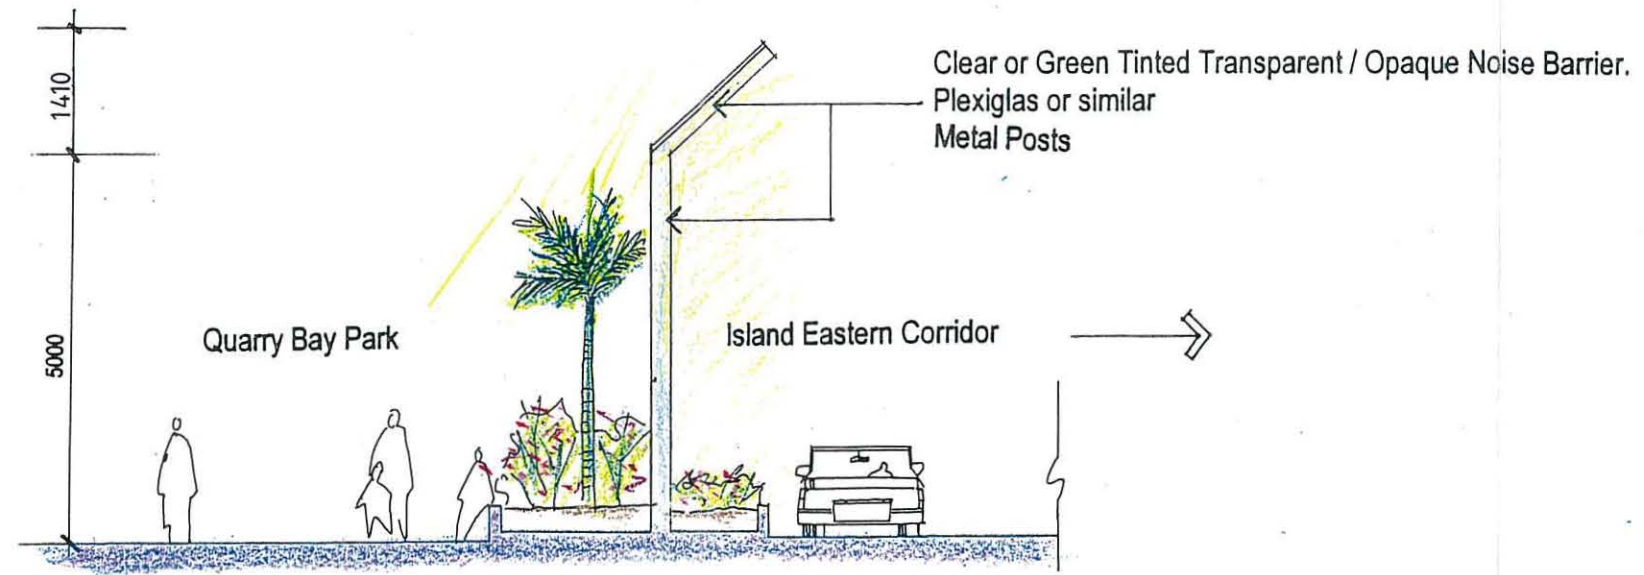 1410
Clear or Green Tinted Transparent / Opaque Noise Barrier.
Plexiglas or similar
Metal Posts
5000
Quarry Bay Park
Island Eastern Corridor